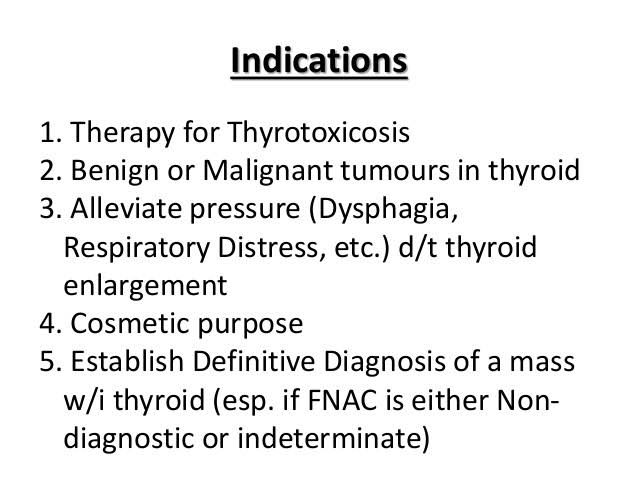 Indications
1. Therapy for Thyrotoxicosis
2. Benign or Malignant tumours in thyroid
3. Alleviate pressure (Dysphagia,
Respiratory Distress, etc.) d/t thyroid
enlargement
4. Cosmetic purpose
5. Establish Definitive Diagnosis of a mass
w/i thyroid (esp. if FNAC is either Non-
diagnostic or indeterminate)